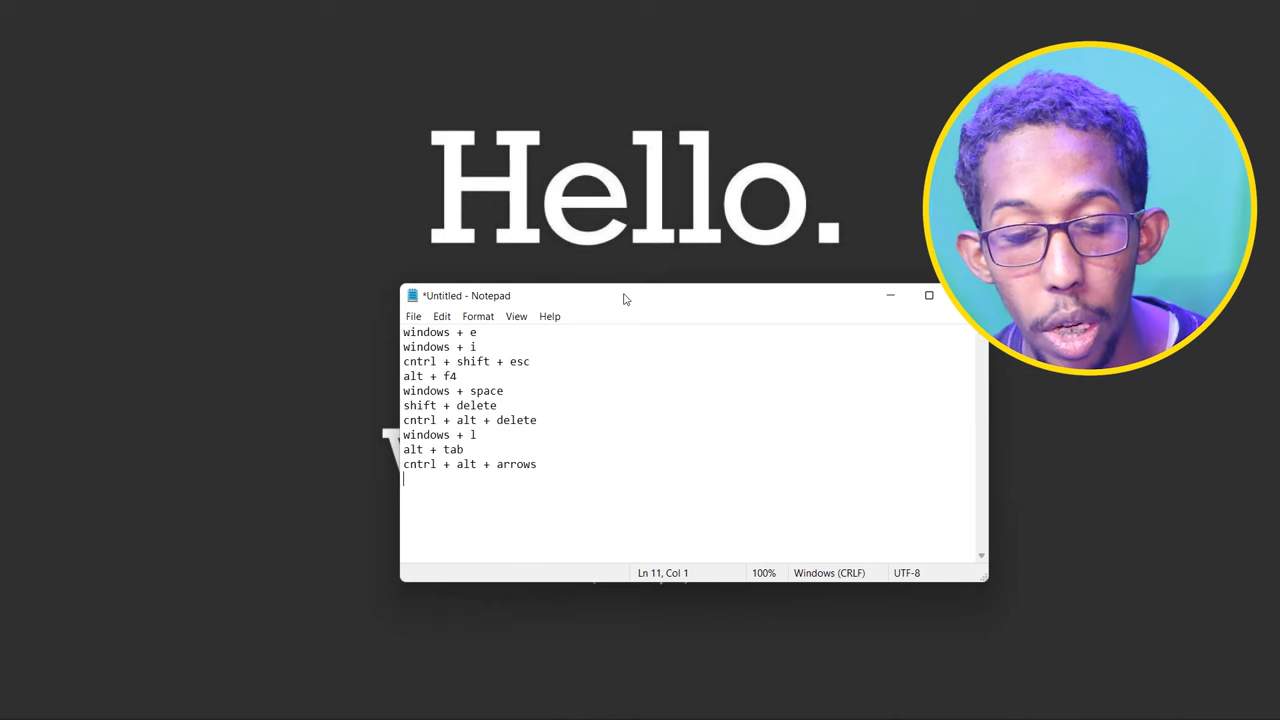 Hello.
*Untitled - Notepad
File Edit Format View Help
windows + e
windows + i
cntrl + shift + esc
alt + f4
windows + space
shift + delete
cntrl + alt + delete
windows + l
alt + tab
cntrl + alt + arrows
Ln 11, Col 1 100% Windows (CRLF) UTF-8